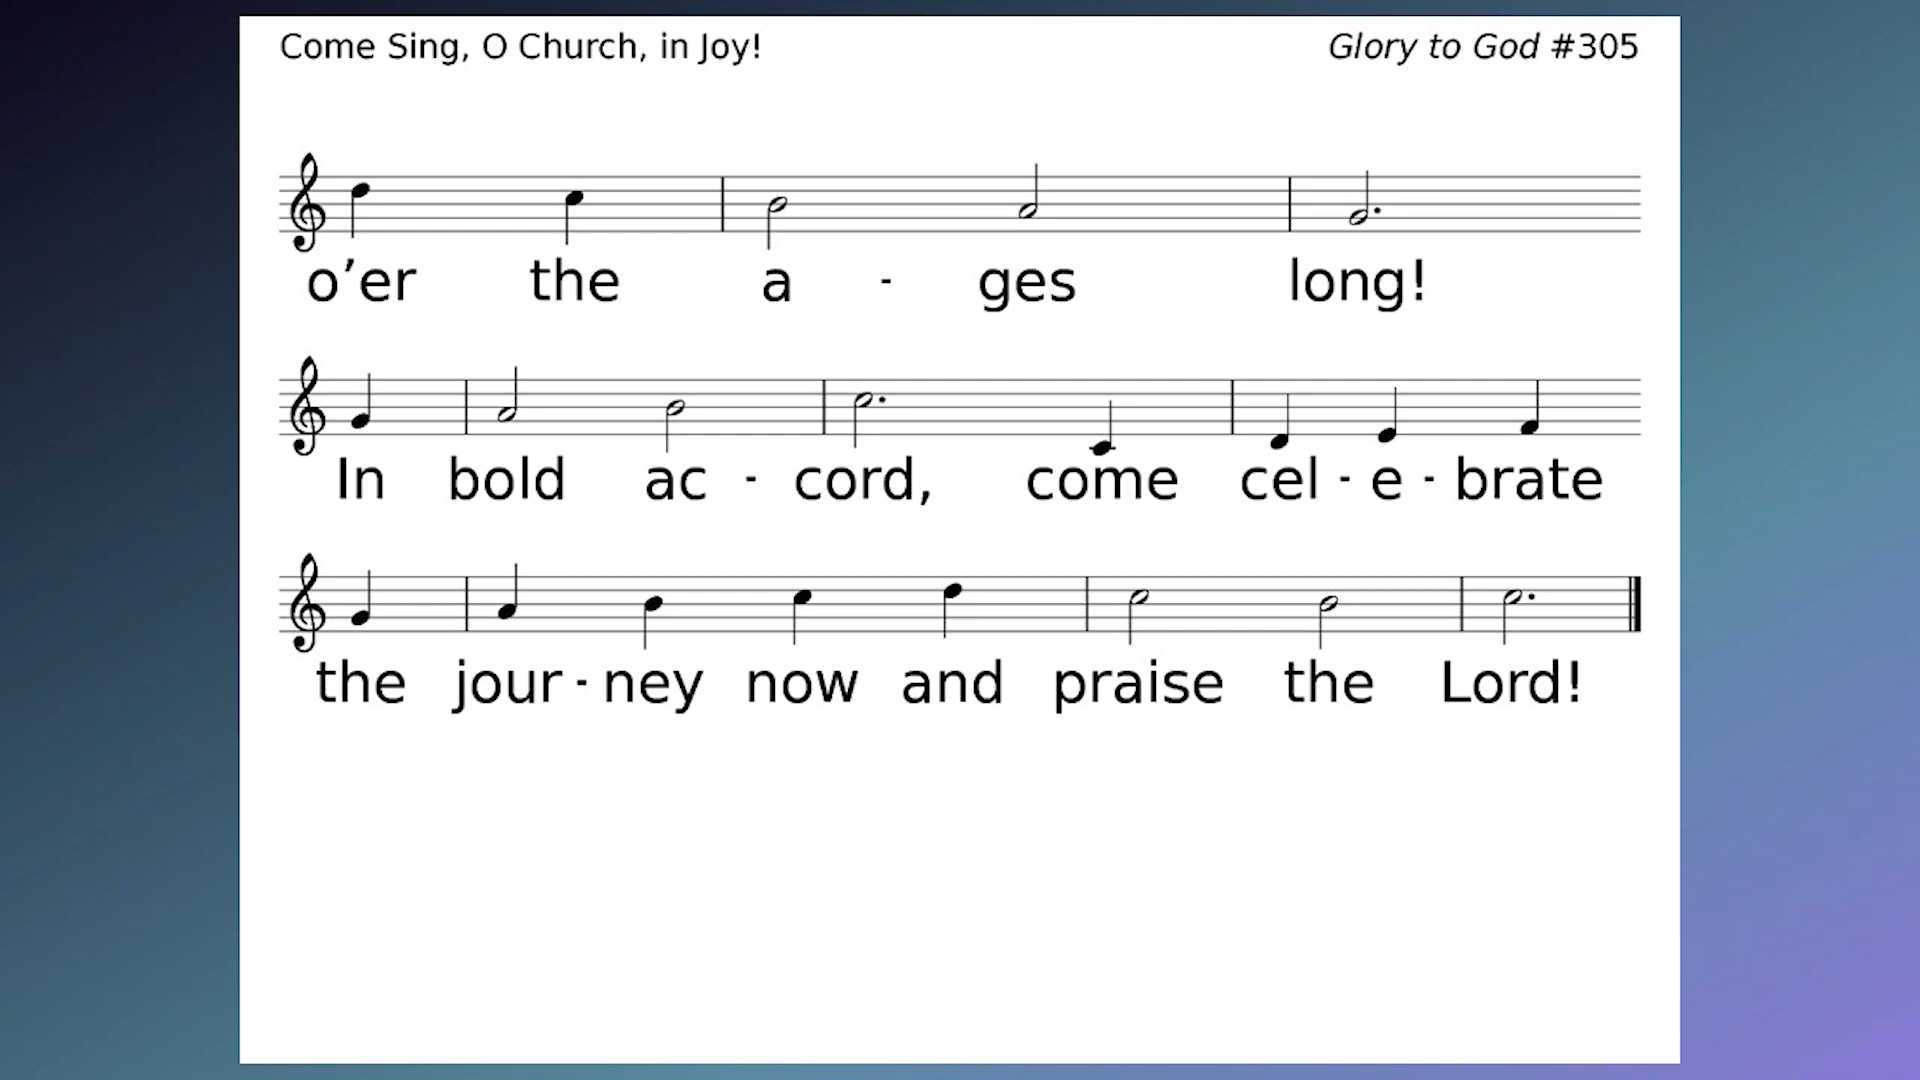 Come Sing, O Church, in Joy! Glory to God #305
o’er the a - ges long!
In bold ac - cord, come cel - e - brate
the jour - ney now and praise the Lord!